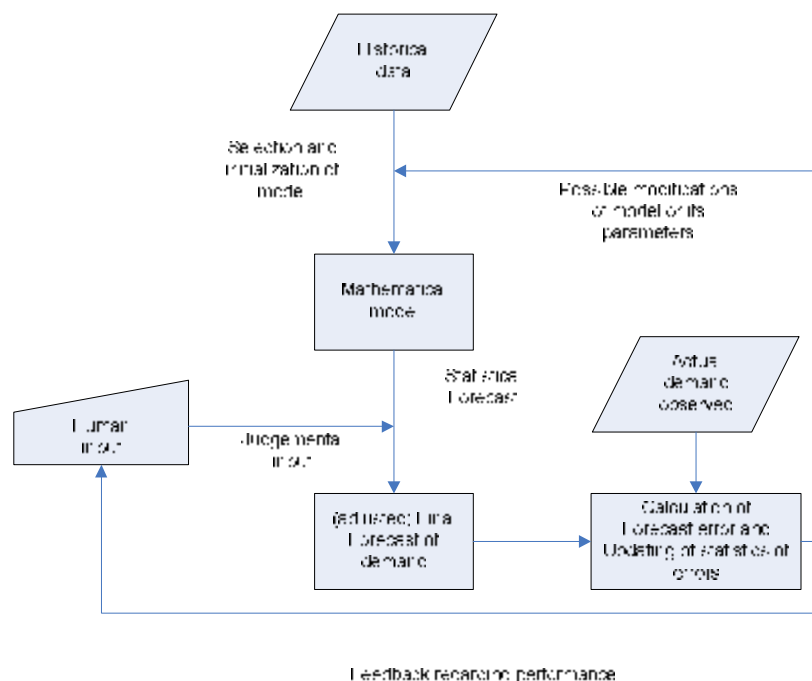 Historical
data
Selection and
initialization of
model
Possible modifications
of model or its
parameters
Mathematical
model
Statistical
Forecast
Actual
demand
observed
Human
input
Judgemental
input
(adjusted) Final
Forecast of
demand
Calculation of
Forecast error and
Updating of statistics of
errors
Feedback regarding performance